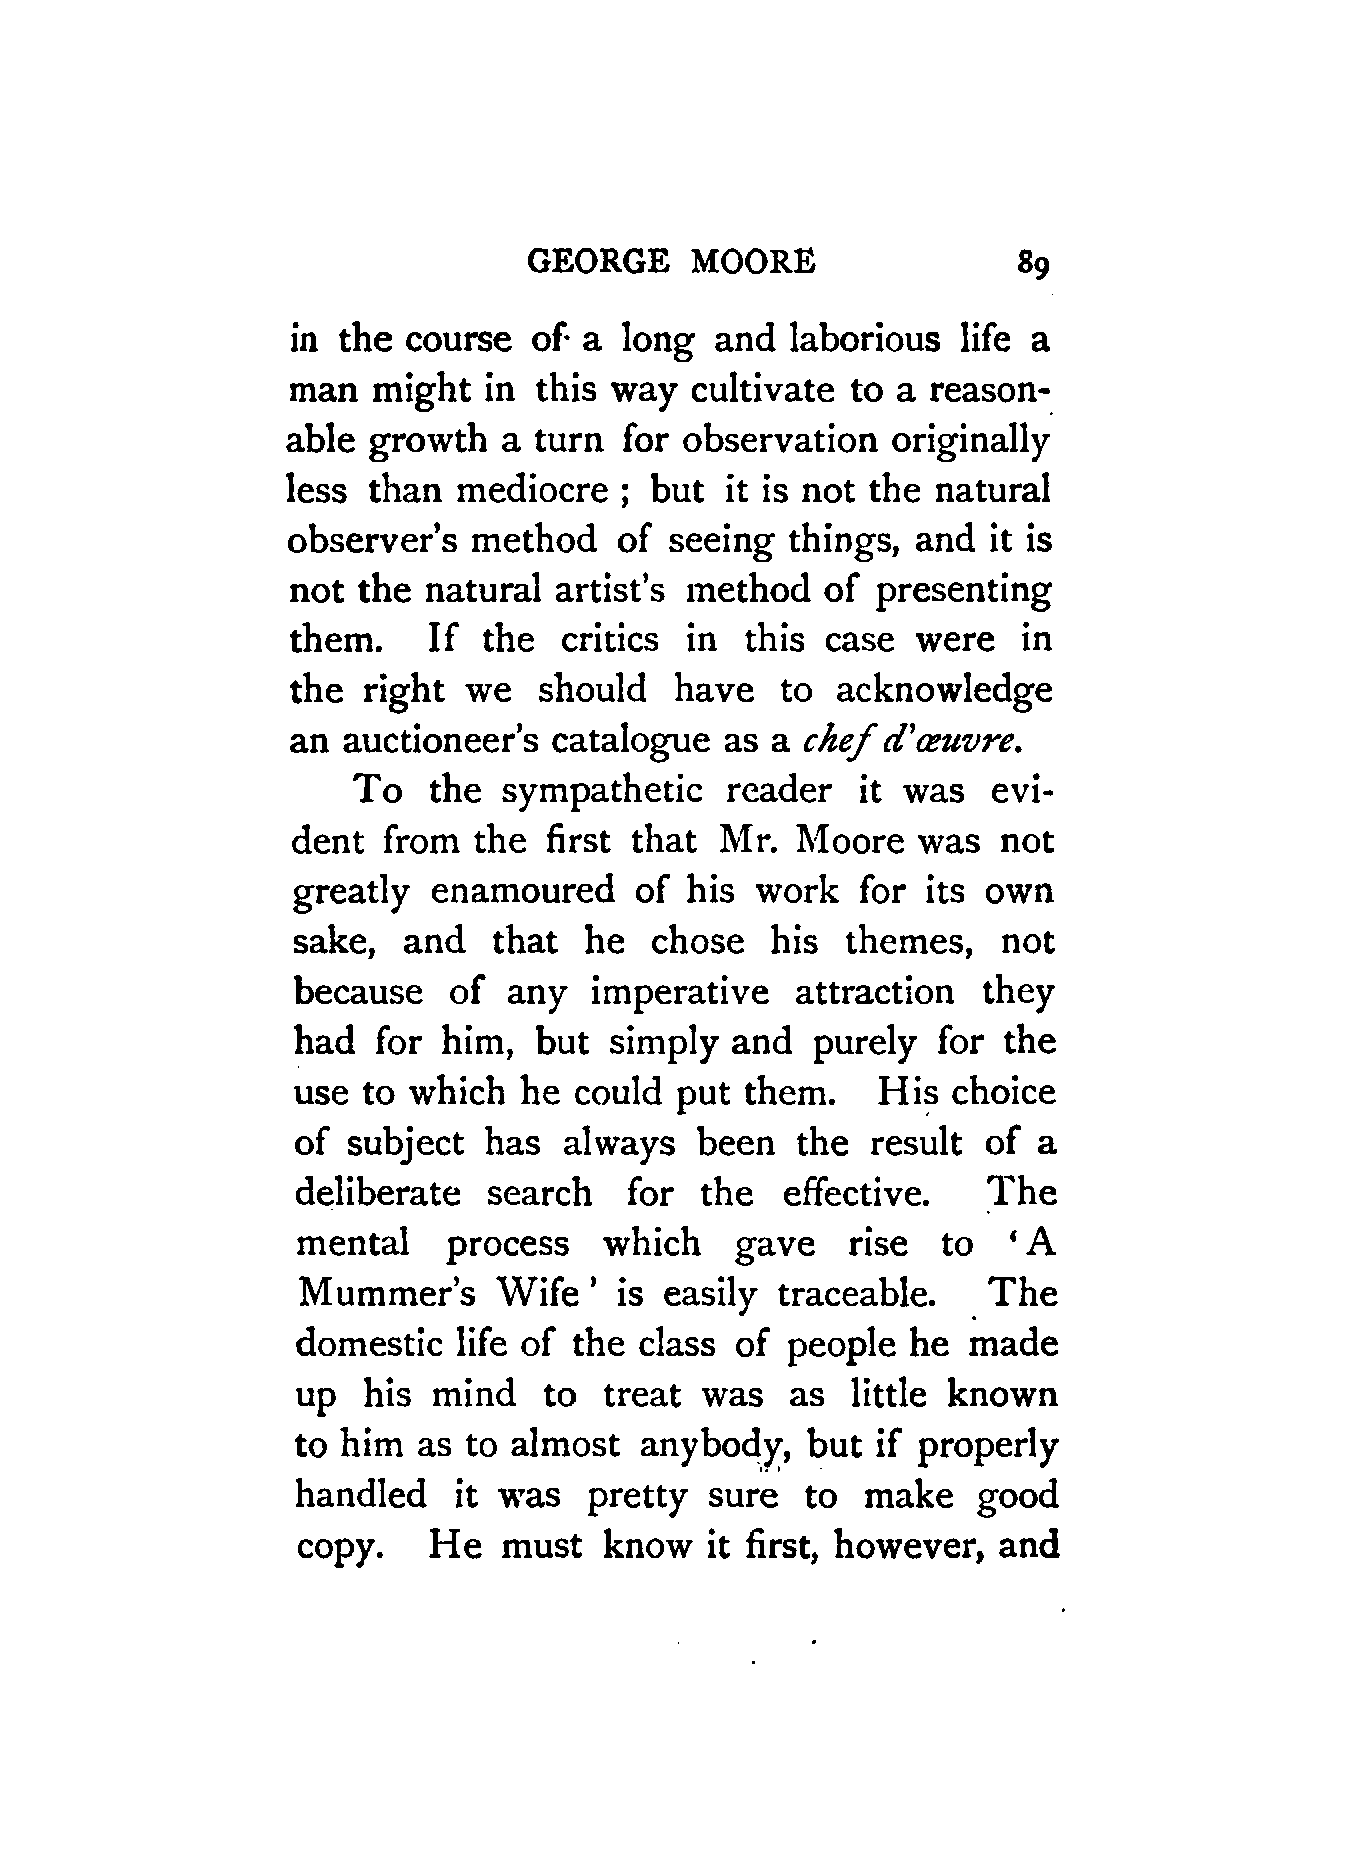 GEORGE MOORE 89
in the course of a long and laborious life a
man might in this way cultivate to a reason-
able growth a turn for observation originally
less than mediocre ; but it is not the natural
observer's method of seeing things, and it is
not the natural artist's method of presenting
them. If the critics in this case were in
the right we should have to acknowledge
an auctioneer's catalogue as a chef d'œuvre.
To the sympathetic reader it was evi-
dent from the first that Mr. Moore was not
greatly enamoured of his work for its own
sake, and that he chose his themes, not
because of any imperative attraction they
had for him, but simply and purely for the
use to which he could put them. His choice
of subject has always been the result of a
deliberate search for the effective. The
mental process which gave rise to ‘ A
Mummer's Wife ’ is easily traceable. The
domestic life of the class of people he made
up his mind to treat was as little known
to him as to almost anybody, but if properly
handled it was pretty sure to make good
copy. He must know it first, however, and